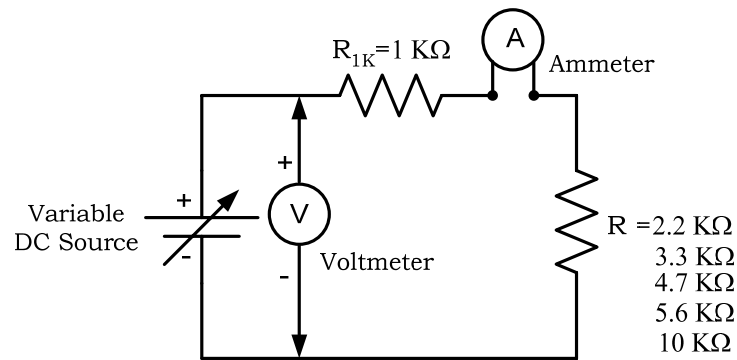 A
R1K=1 KΩ
Ammeter
+
+
V
Variable
DC Source
-
-
Voltmeter
R =2.2 KΩ
3.3 KΩ
4.7 KΩ
5.6 KΩ
10 KΩ